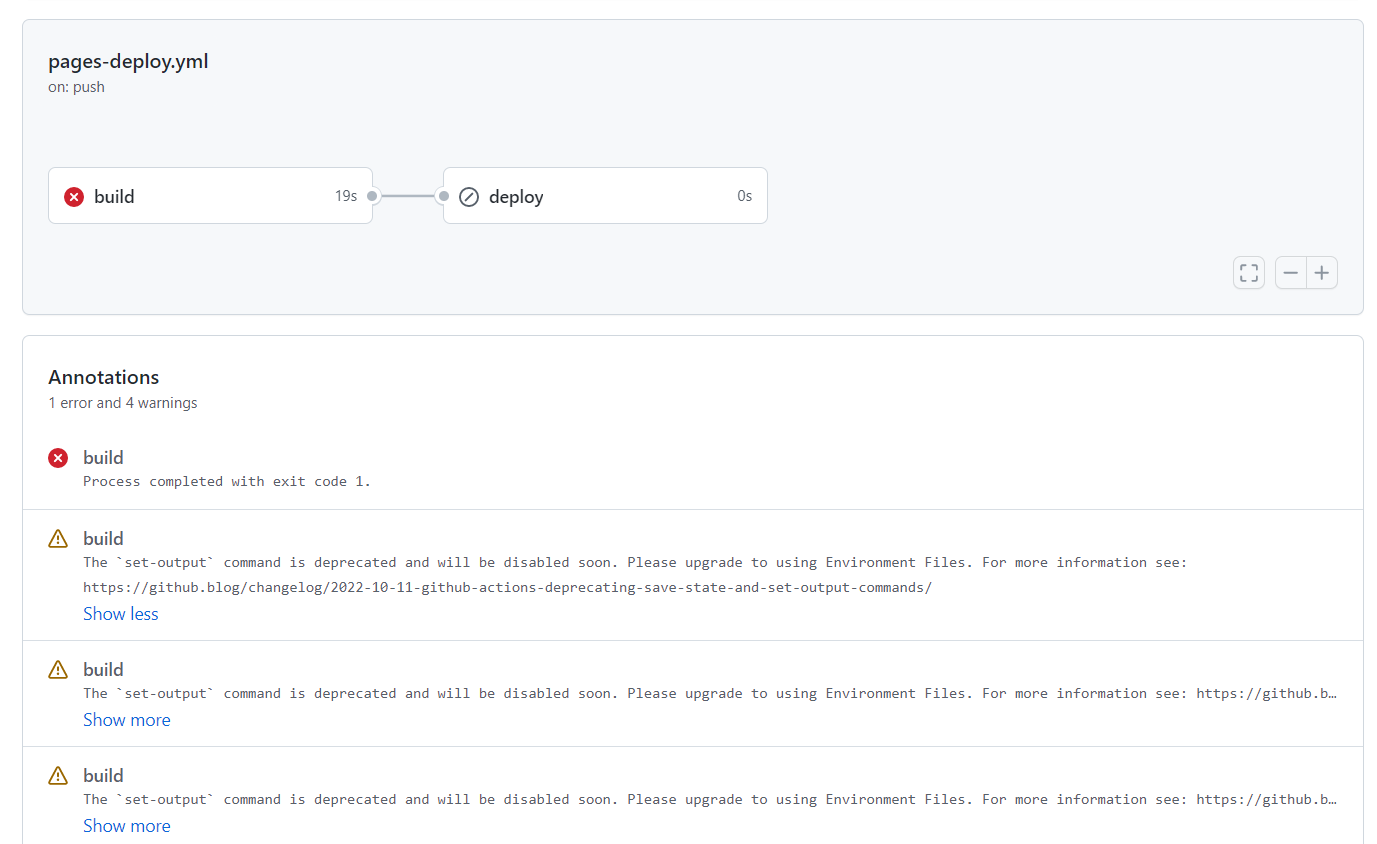 pages-deploy.yml
on: push
build 19s
deploy 0s
Annotations
1 error and 4 warnings
build
Process completed with exit code 1.
build
The `set-output` command is deprecated and will be disabled soon. Please upgrade to using Environment Files. For more information see:
https://github.blog/changelog/2022-10-11-github-actions-deprecating-save-state-and-set-output-commands/
Show less
build
The `set-output` command is deprecated and will be disabled soon. Please upgrade to using Environment Files. For more information see: https://github.b…
Show more
build
The `set-output` command is deprecated and will be disabled soon. Please upgrade to using Environment Files. For more information see: https://github.b…
Show more